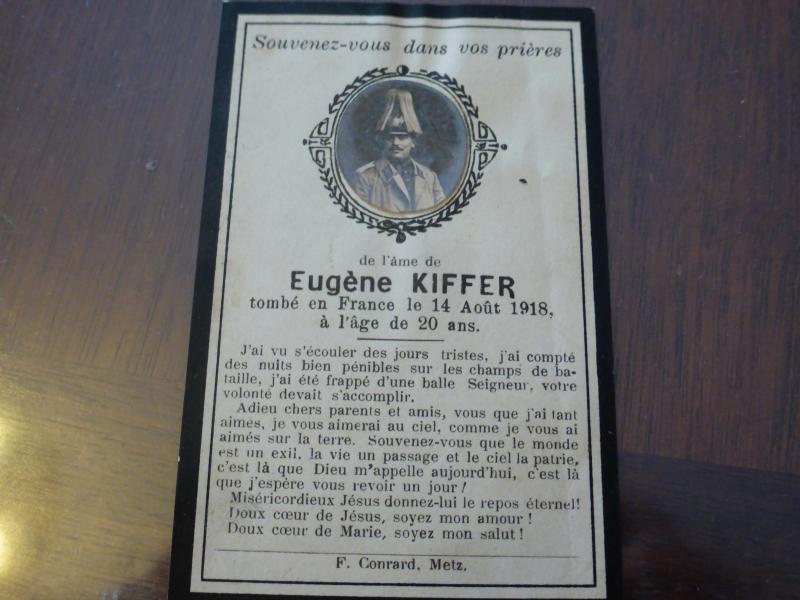 Souvenez-vous dans vos prières
de l'âme de
Eugène KIFFER
tombé en France le 14 Août 1918,
à l'âge de 20 ans.
J'ai vu s'écouler des jours tristes, j'ai compté
des nuits bien pénibles sur les champs de ba-
taille, j'ai été frappé d'une balle Seigneur, votre
volonté devait s'accomplir.
Adieu chers parents et amis, vous que j'ai tant
aimés, je vous aimerai au ciel, comme je vous ai
aimés sur la terre. Souvenez-vous que le monde
est un exil, la vie un passage et le ciel la patrie,
c'est là que Dieu m'appelle aujourd'hui, c'est là
que j'espère vous revoir un jour!
Miséricordieux Jésus donnez-lui le repos éternel!
Doux cœur de Jésus, soyez mon amour!
Doux cœur de Marie, soyez mon salut!
F. Conrard, Metz.